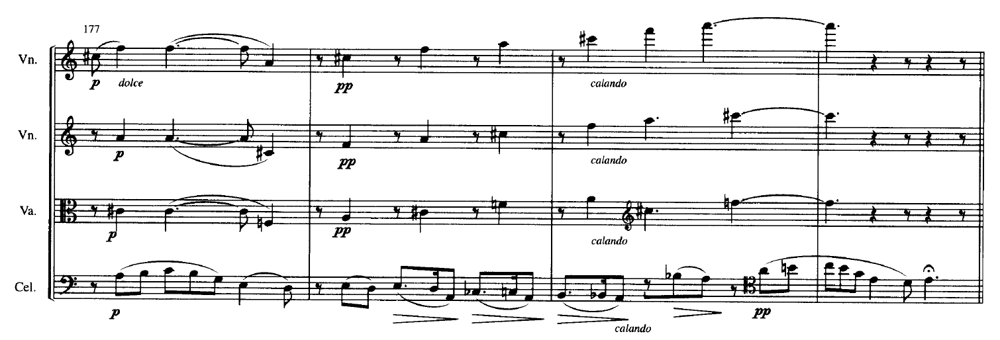 177
Vn.
p dolce
pp
calando
Vn.
p
pp
calando
Va.
p
pp
calando
Cel.
p
calando
pp